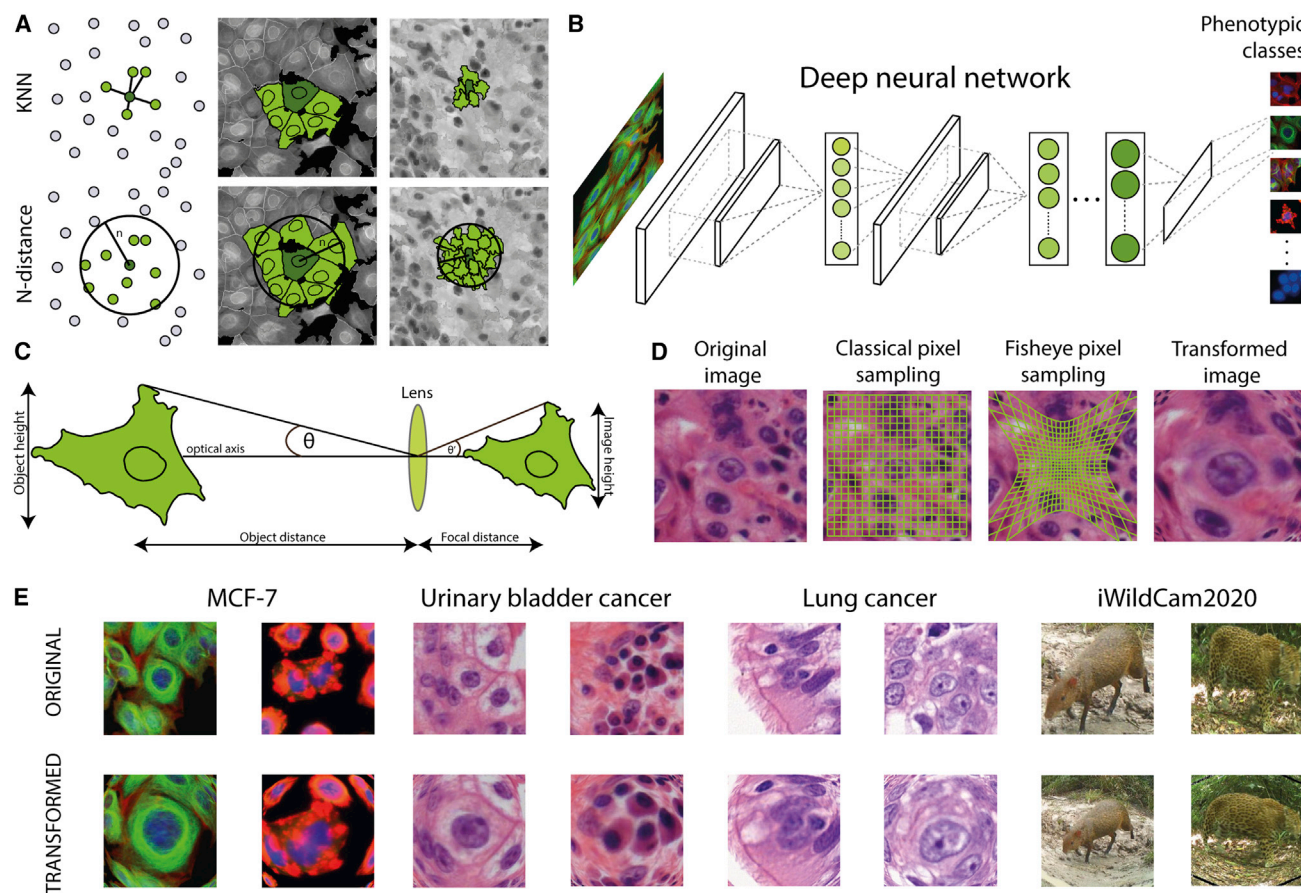 A
KNN
N-distance
n
n
B
Deep neural network
Phenotypic
classes
C
Object height
optical axis
θ
Lens
θ'
Image height
Object distance
Focal distance
D
Original
image
Classical pixel
sampling
Fisheye pixel
sampling
Transformed
image
E
MCF-7
Urinary bladder cancer
Lung cancer
iWildCam2020
ORIGINAL
TRANSFORMED